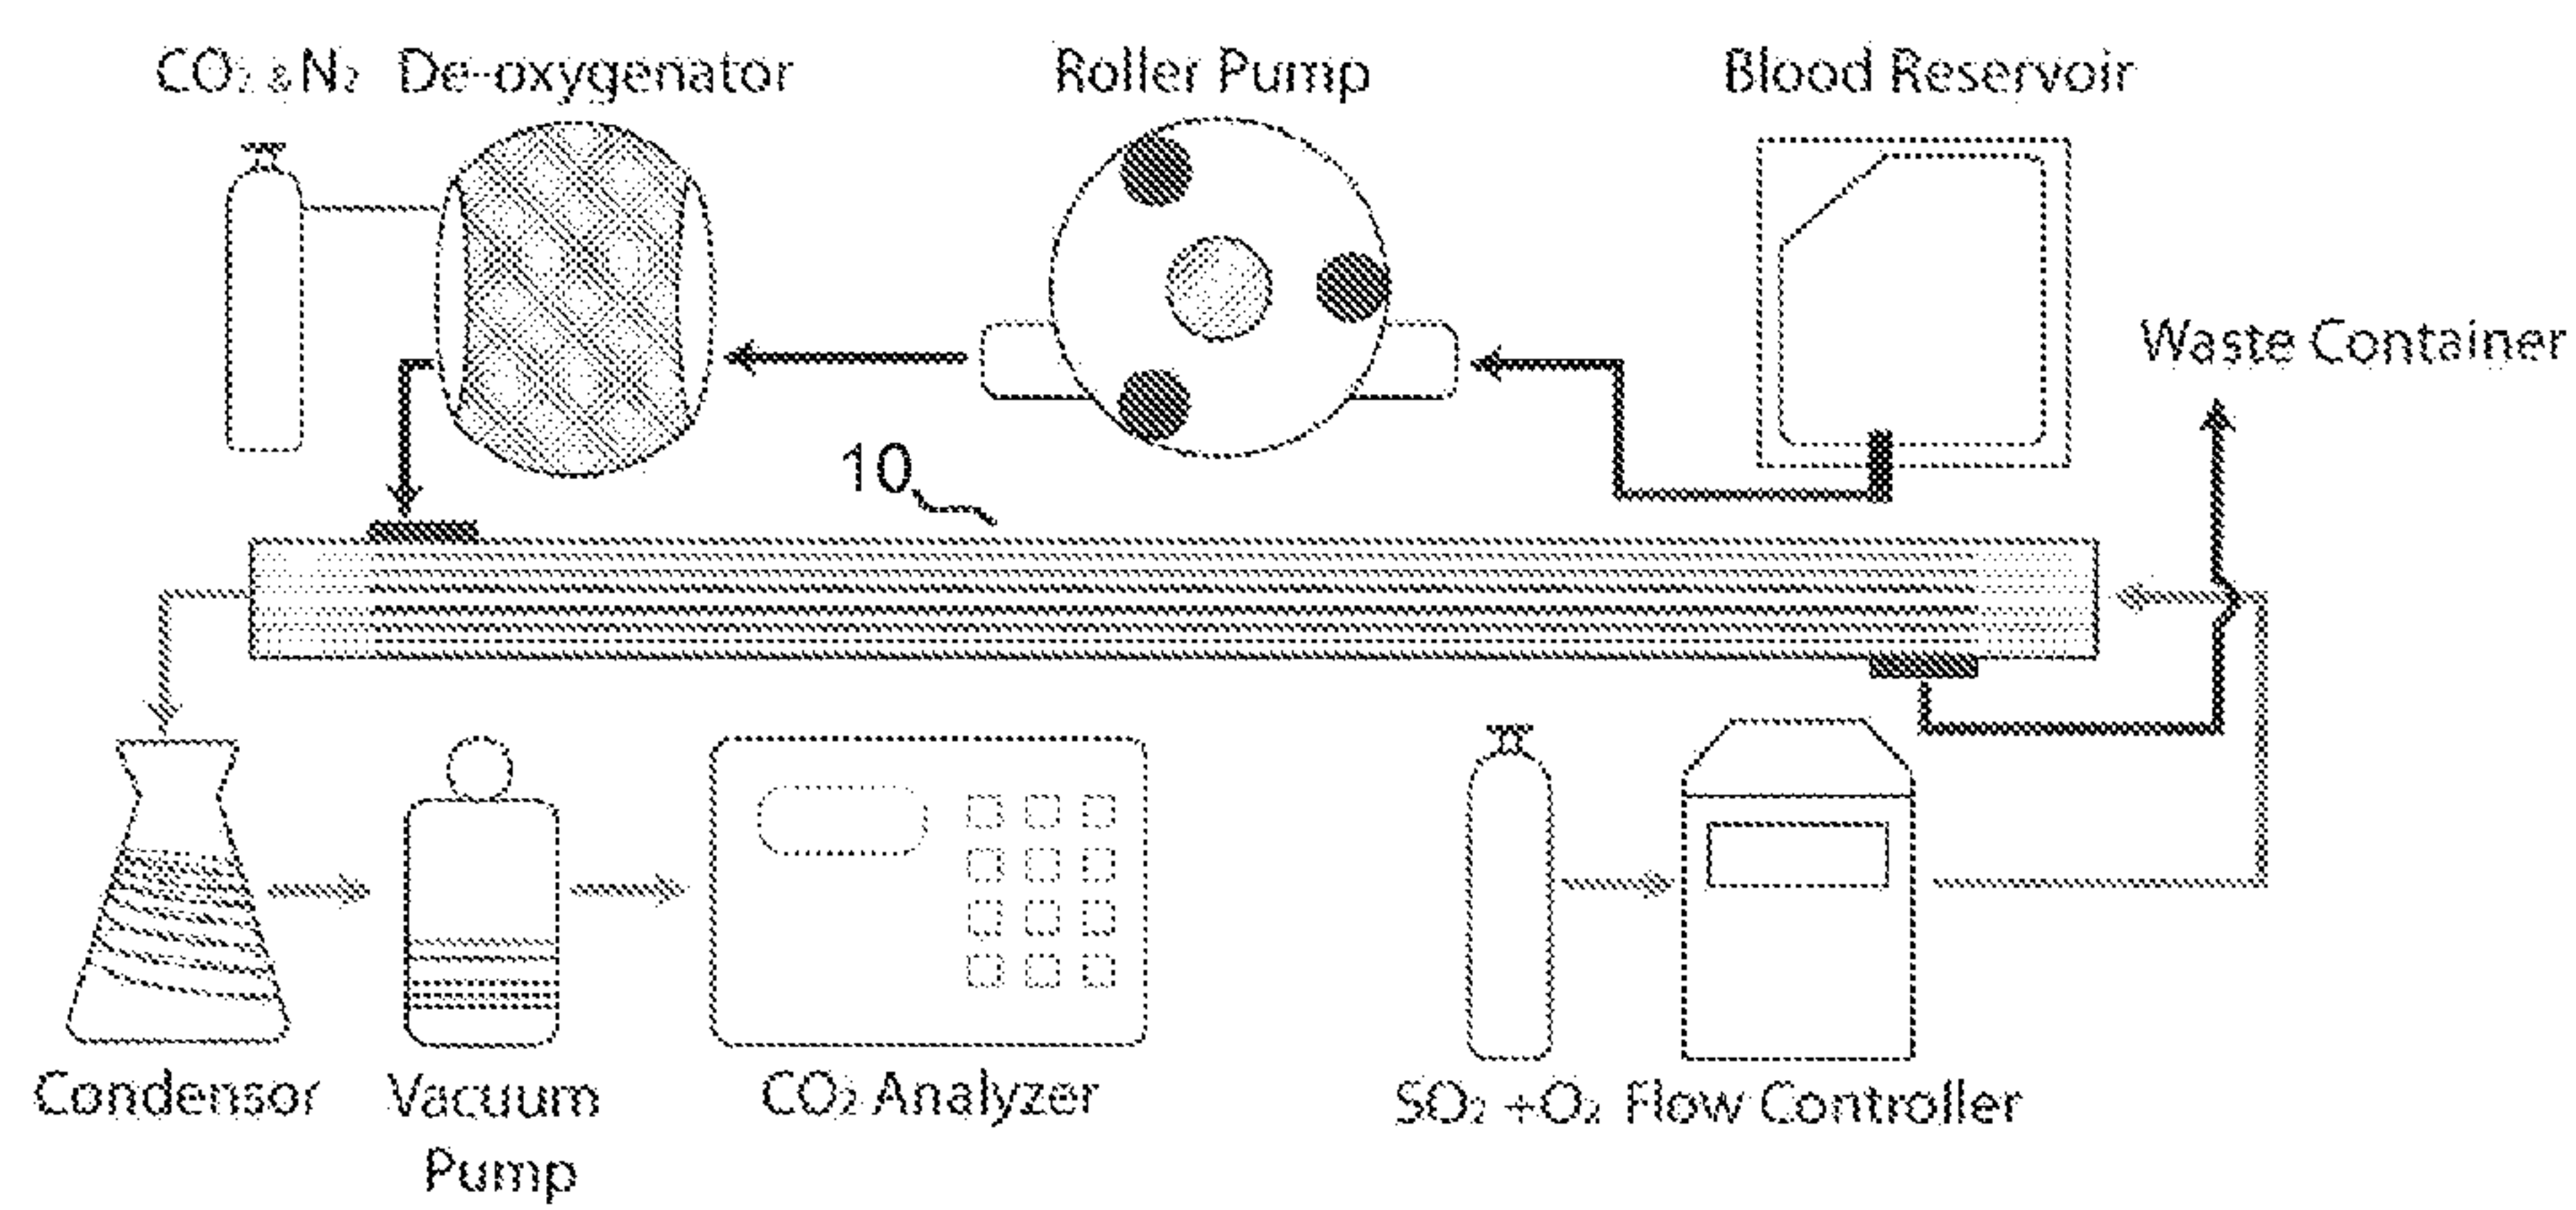 CO₂ & N₂ De-oxygenator
Roller Pump
Blood Reservoir
Waste Container
10
Condensor
Vacuum
Pump
CO₂ Analyzer
SO₂ + O₂ Flow Controller